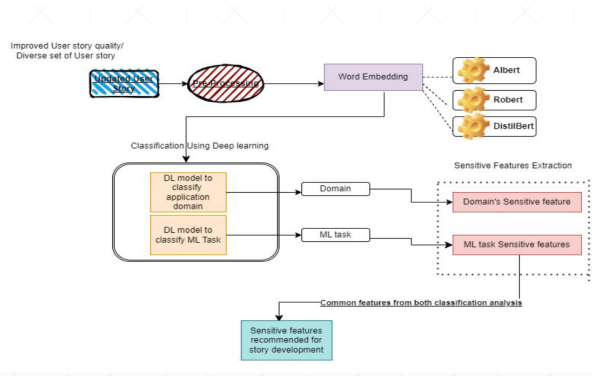 Improved User story quality/
Diverse set of User story
Updated User
Story
Pre-Processing
Word Embedding
Albert
Robert
DistilBert
Classification Using Deep learning
Sensitive Features Extraction
DL model to
classify
application
domain
Domain
Domain's Sensitive feature
DL model to
classify ML Task
ML task
ML task Sensitive features
Common features from both classification analysis
Sensitive features
recommended for
story development